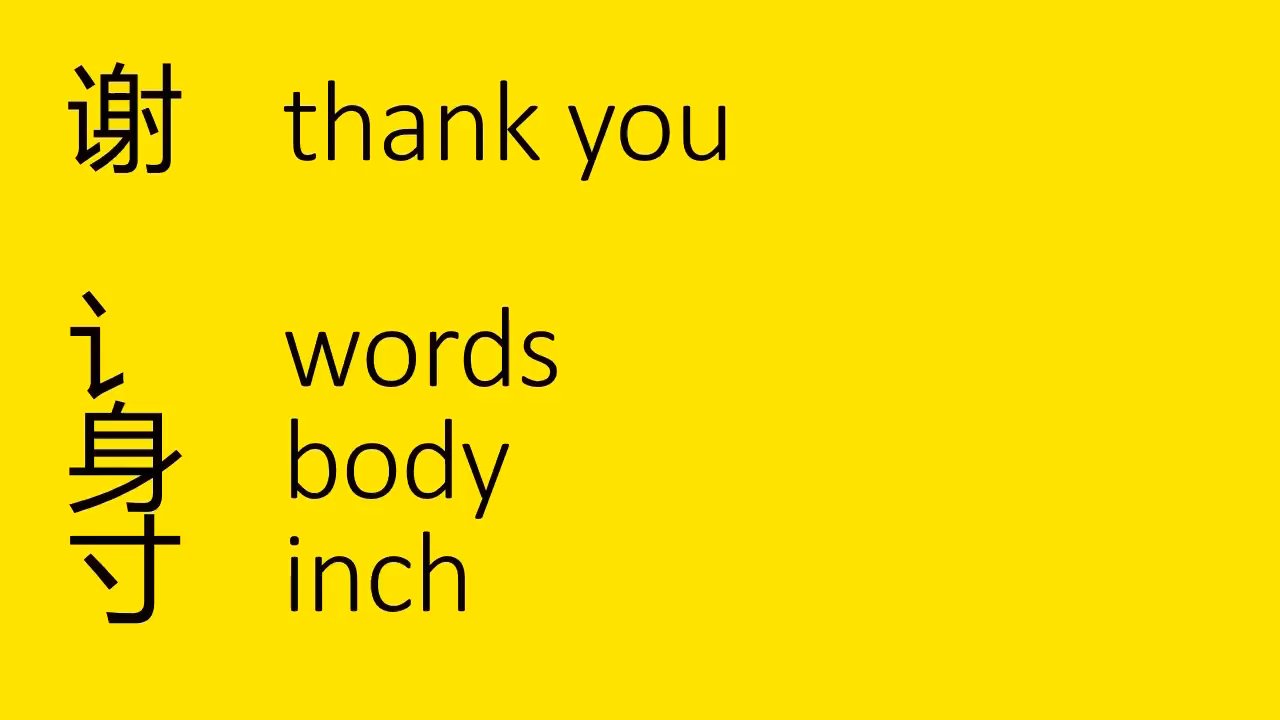 谢 thank you
讠 words
身 body
寸 inch